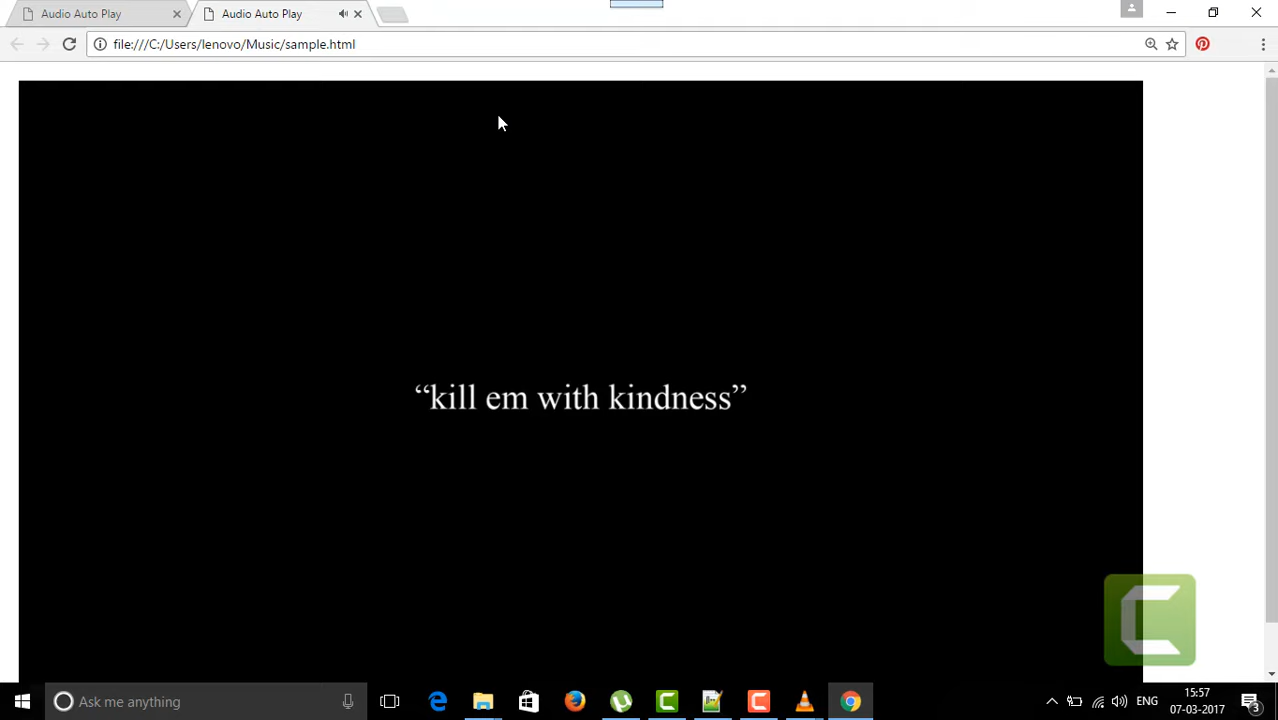 Audio Auto Play
Audio Auto Play
file:///C:/Users/lenovo/Music/sample.html
“kill em with kindness”
Ask me anything
ENG
15:57
07-03-2017
3